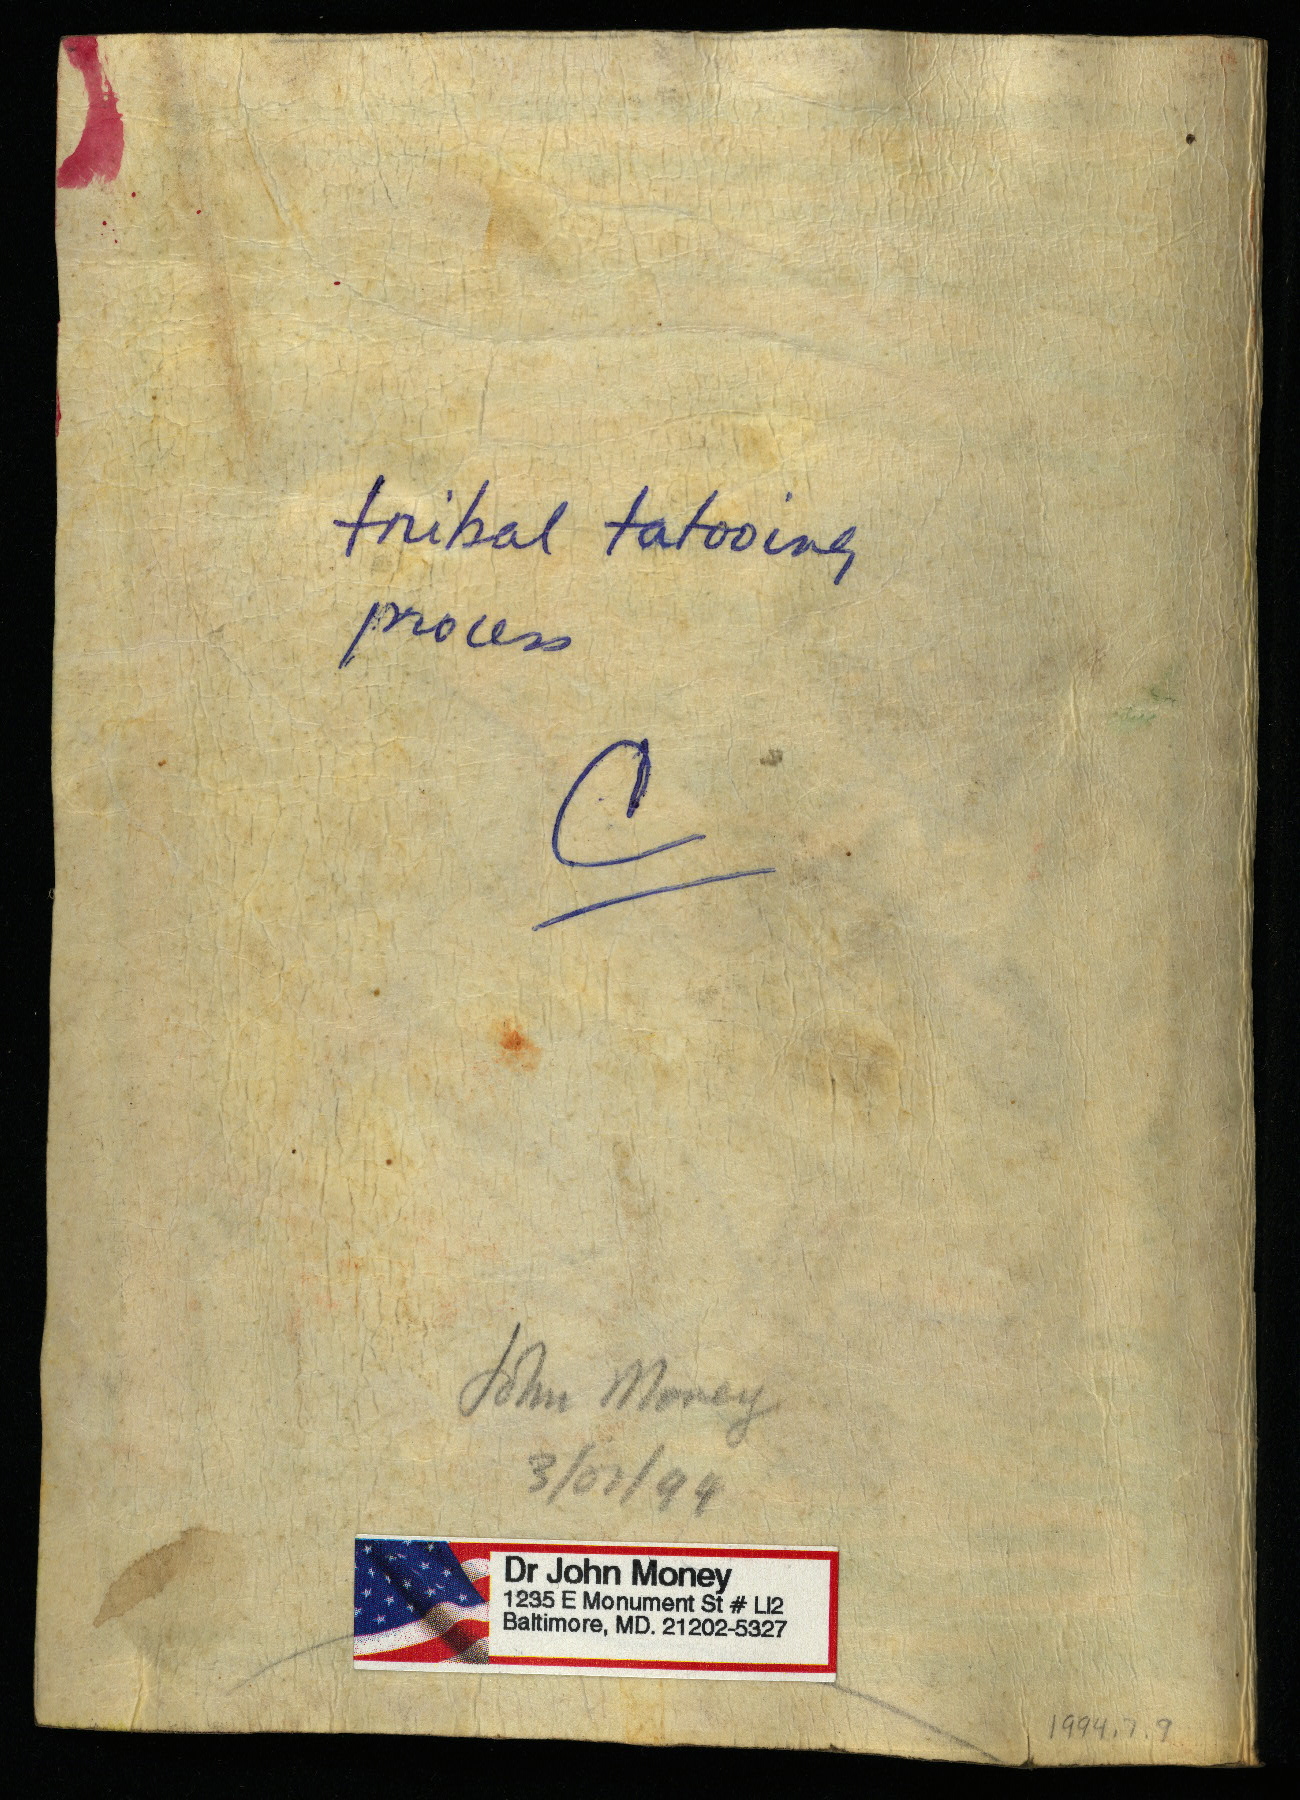 tribal tatooing
process
C
John Money
3/07/94
Dr John Money
1235 E Monument St # LI2
Baltimore, MD. 21202-5327
1994.7.9